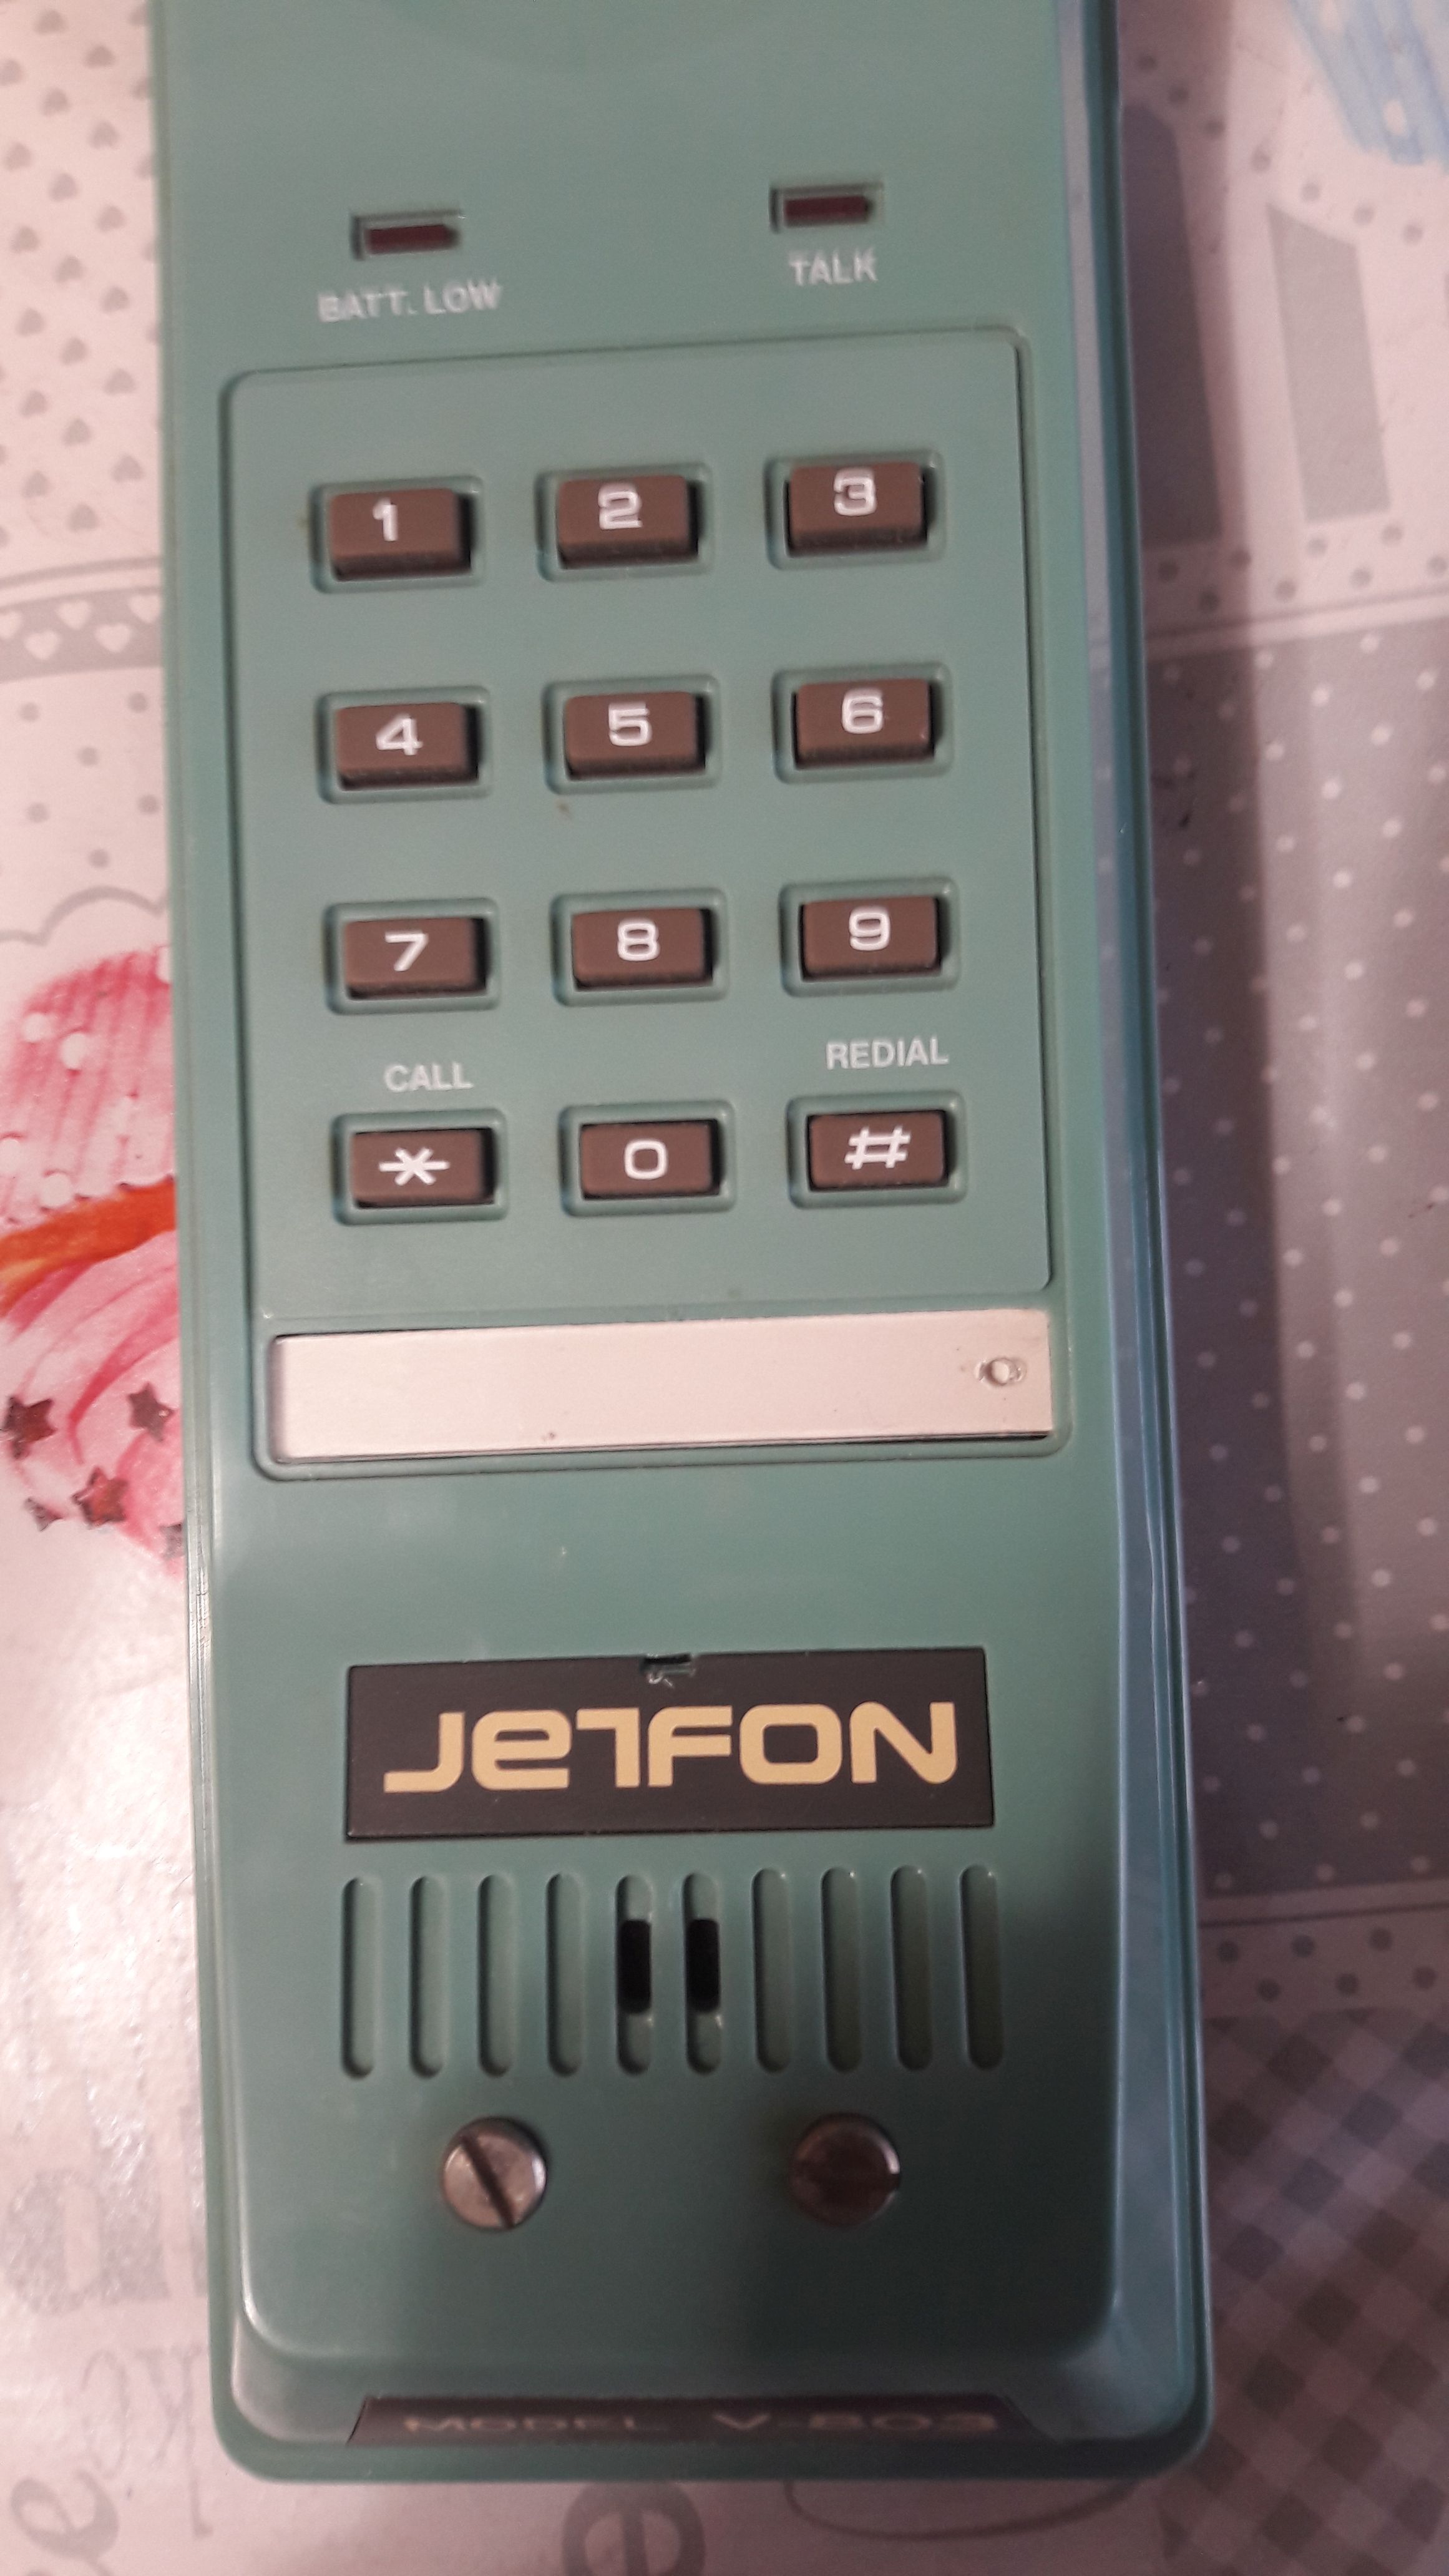 BATT. LOW TALK
1 2 3
4 5 6
7 8 9
CALL REDIAL
* 0 #
JETFON
MODEL V-803